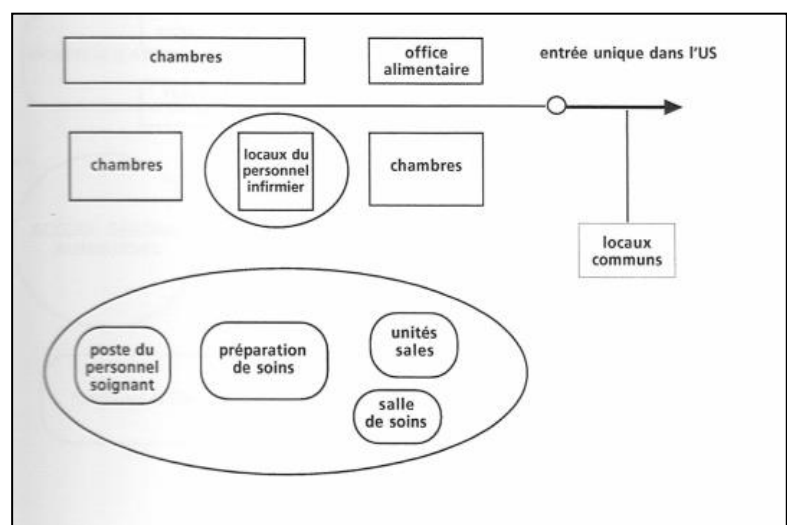 chambres
office
alimentaire
entrée unique dans l'US
chambres
locaux du
personnel
infirmier
chambres
locaux
communs
poste du
personnel
soignant
préparation
de soins
unités
sales
salle
de soins